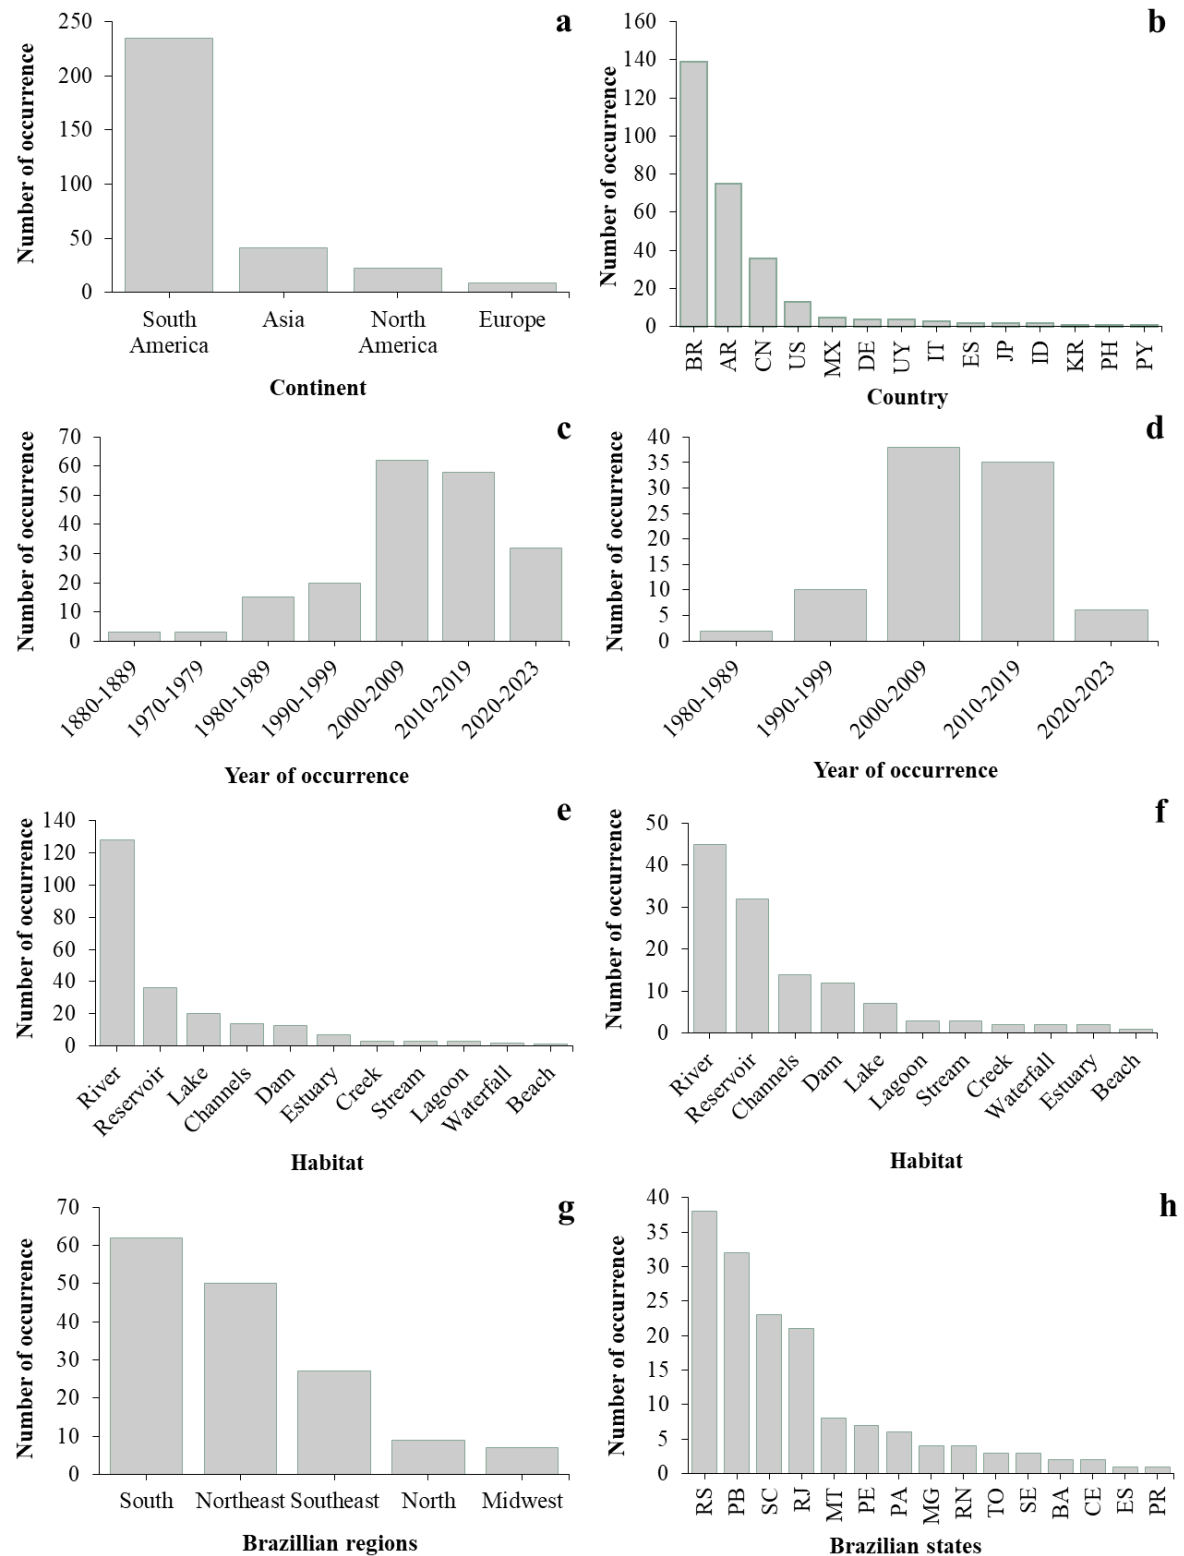 a
Number of occurrence
250
200
150
100
50
0
South America
Asia
North America
Europe
Continent
b
Number of occurrence
160
140
120
100
80
60
40
20
0
BR
AR
CN
US
MX
DE
UY
IT
ES
JP
ID
KR
PH
PY
Country
c
Number of occurrence
70
60
50
40
30
20
10
0
1880-1889
1970-1979
1980-1989
1990-1999
2000-2009
2010-2019
2020-2023
Year of occurrence
d
Number of occurrence
40
35
30
25
20
15
10
5
0
1980-1989
1990-1999
2000-2009
2010-2019
2020-2023
Year of occurrence
e
Number of occurrence
140
120
100
80
60
40
20
0
River
Reservoir
Lake
Channels
Dam
Estuary
Creek
Stream
Lagoon
Waterfall
Beach
Habitat
f
Number of occurrence
50
40
30
20
10
0
River
Reservoir
Channels
Dam
Lake
Lagoon
Stream
Creek
Waterfall
Estuary
Beach
Habitat
g
Number of occurrence
70
60
50
40
30
20
10
0
South
Northeast
Southeast
North
Midwest
Brazillian regions
h
Number of occurrence
40
35
30
25
20
15
10
5
0
RS
PB
SC
RJ
MT
PE
PA
MG
RN
TO
SE
BA
CE
ES
PR
Brazilian states